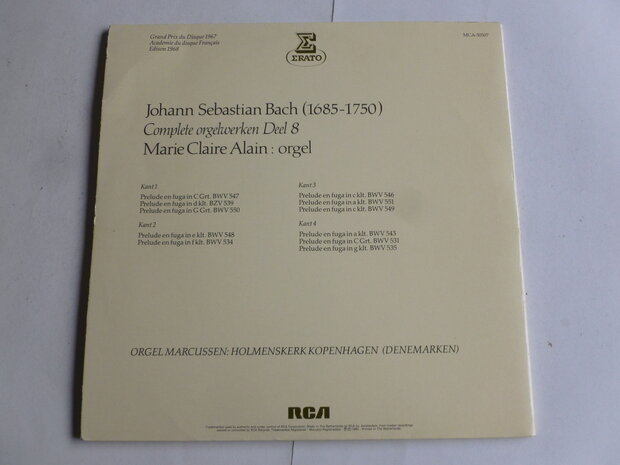 Grand Prix du Disque 1967
Academie du disque Français
Edison 1968
ERATO
MCA-50507
Johann Sebastian Bach (1685-1750)
Complete orgelwerken Deel 8
Marie Claire Alain : orgel
Kant 1
Prelude en fuga in C Grt. BWV 547
Prelude en fuga in d klt. BZV 539
Prelude en fuga in G Grt. BWV 550
Kant 2
Prelude en fuga in e klt. BWV 548
Prelude en fuga in f klt. BWV 534
Kant 3
Prelude en fuga in c klt. BWV 546
Prelude en fuga in a klt. BWV 551
Prelude en fuga in c klt. BWV 549
Kant 4
Prelude en fuga in a klt. BWV 543
Prelude en fuga in C Grt. BWV 531
Prelude en fuga in g klt. BWV 535
ORGEL MARCUSSEN: HOLMENSKERK KOPENHAGEN (DENEMARKEN)
RCA